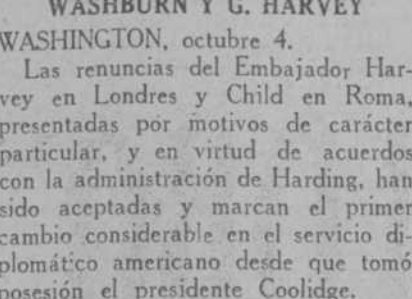 WASHBURN Y G. HARVEY
WASHINGTON, octubre 4.
Las renuncias del Embajador Har-
vey en Londres y Child en Roma,
presentadas por motivos de carácter
particular, y en virtud de acuerdos
con la administración de Harding, han
sido aceptadas y marcan el primer
cambio considerable en el servicio di-
plomático americano desde que tomó
posesión el presidente Coolidge.